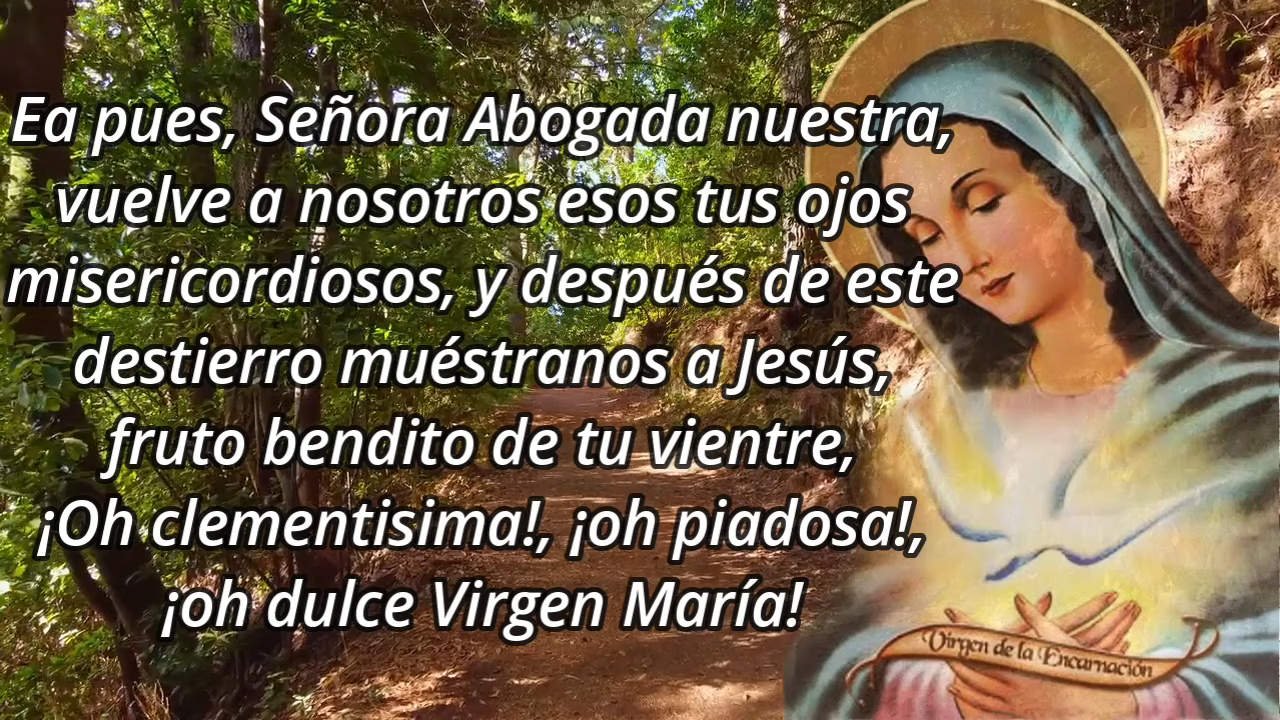 Ea pues, Señora Abogada nuestra,
vuelve a nosotros esos tus ojos
misericordiosos, y después de este
destierro muéstranos a Jesús,
fruto bendito de tu vientre,
¡Oh clementisima!, ¡oh piadosa!,
¡oh dulce Virgen María!
Virgen de la Encarnación